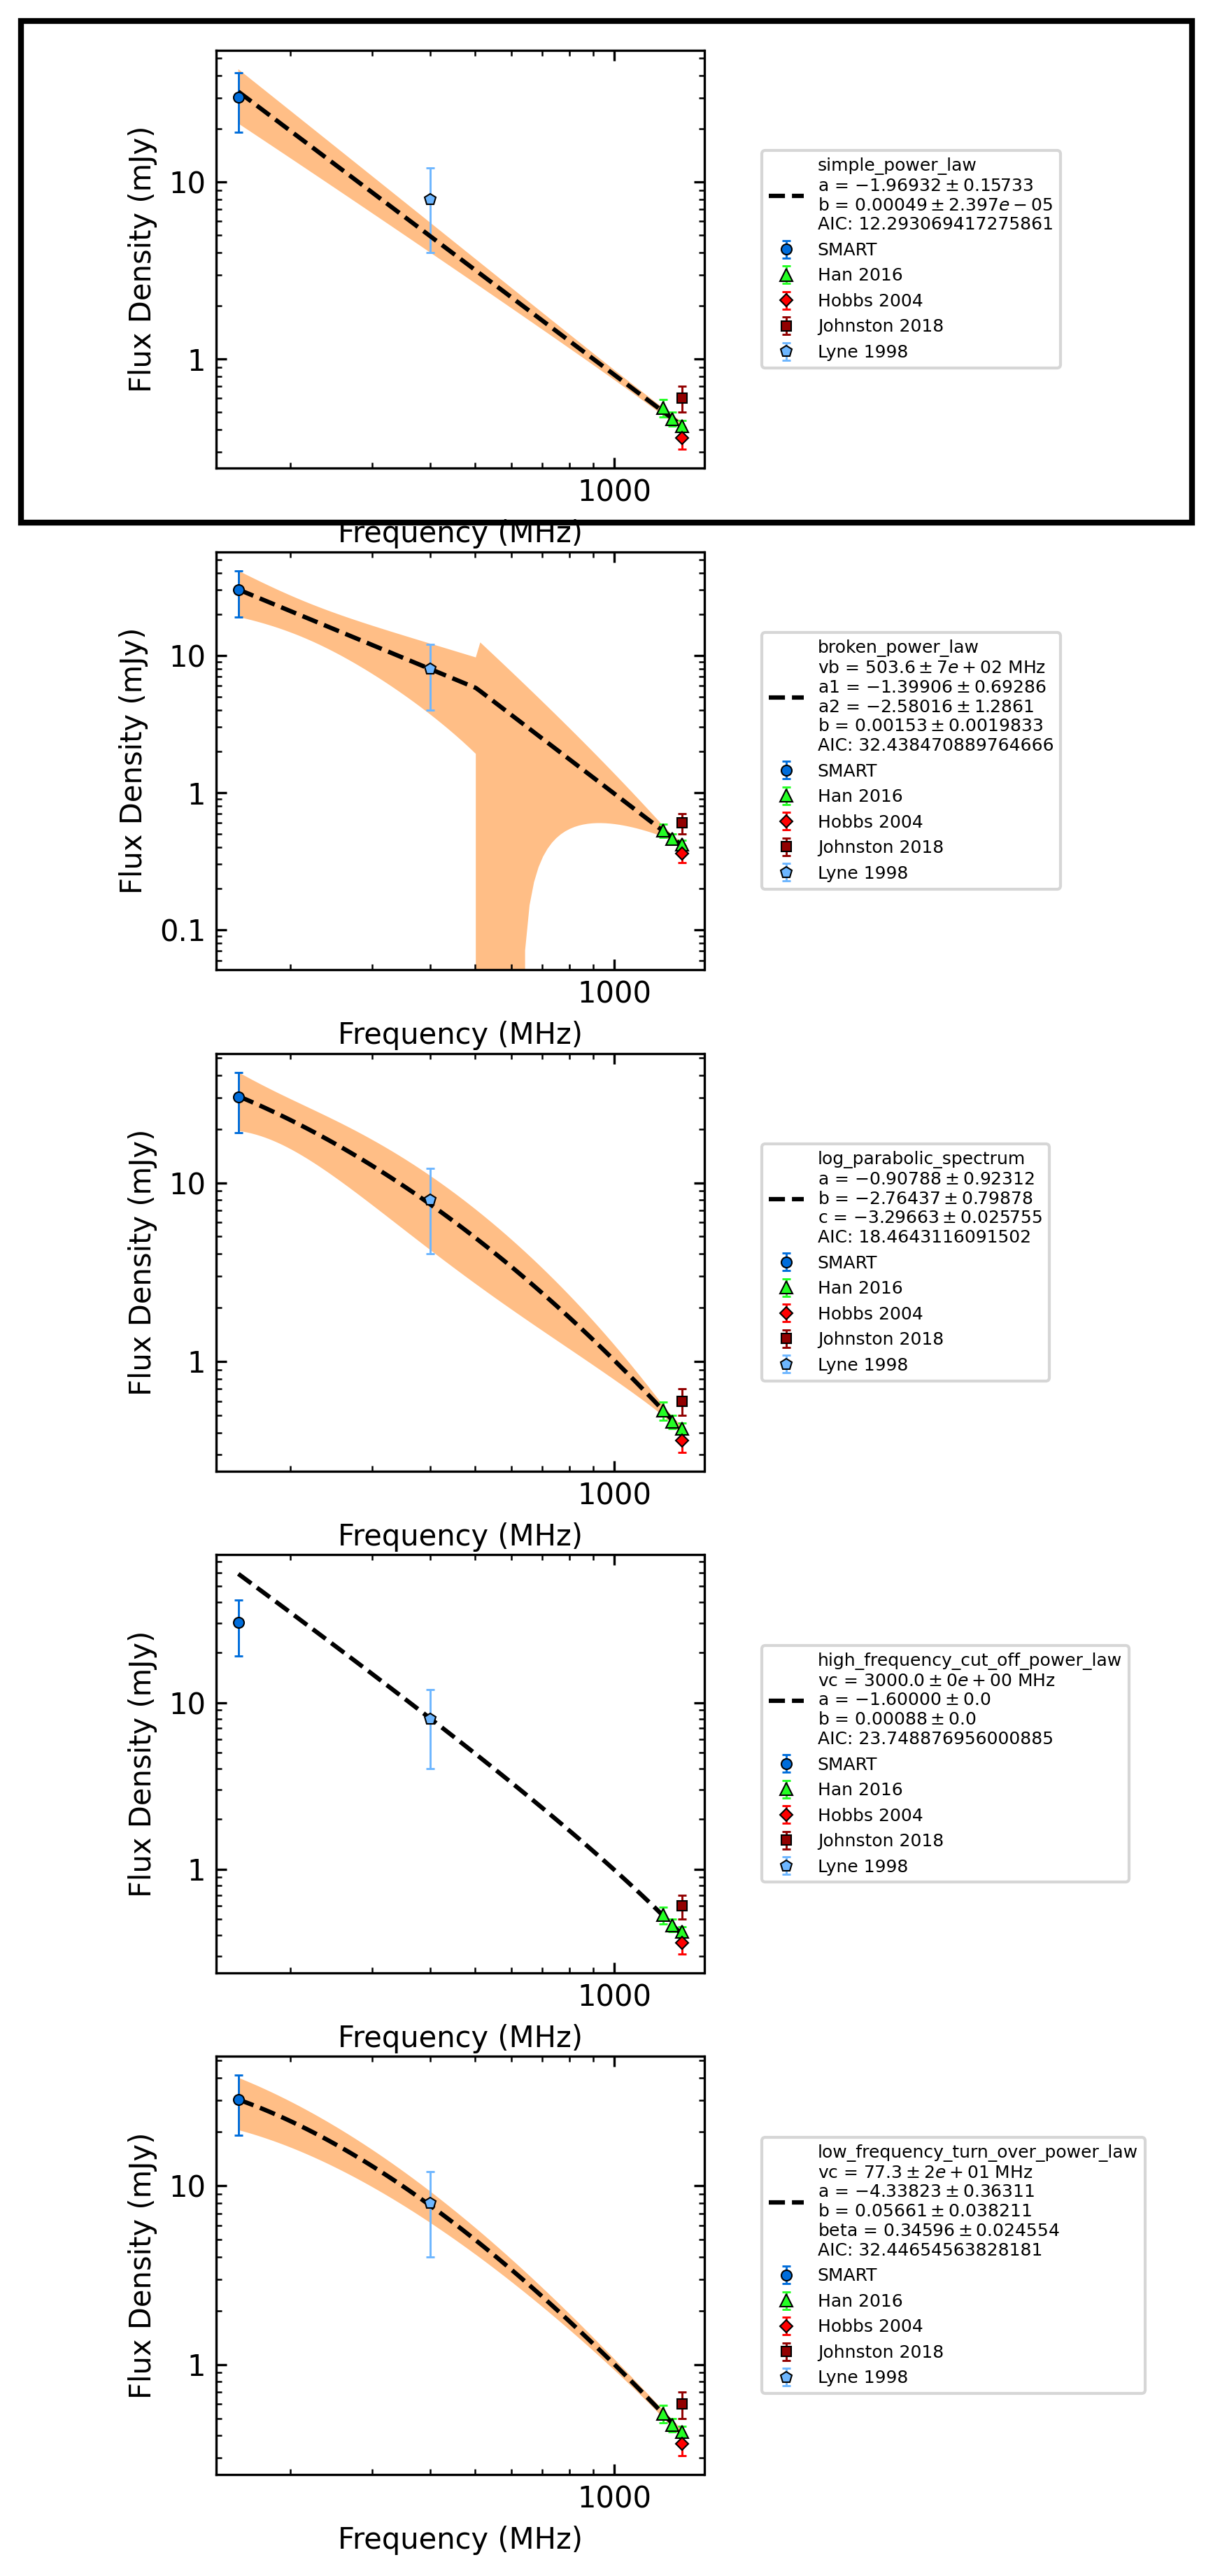 Flux Density (mJy)
10
1
1000
Frequency (MHz)
simple_power_law
a = −1.96932 ± 0.15733
b = 0.00049 ± 2.397e − 05
AIC: 12.293069417275861
SMART
Han 2016
Hobbs 2004
Johnston 2018
Lyne 1998
Flux Density (mJy)
10
1
0.1
1000
Frequency (MHz)
broken_power_law
vb = 503.6 ± 7e + 02 MHz
a1 = −1.39906 ± 0.69286
a2 = −2.58016 ± 1.2861
b = 0.00153 ± 0.0019833
AIC: 32.438470889764666
SMART
Han 2016
Hobbs 2004
Johnston 2018
Lyne 1998
Flux Density (mJy)
10
1
1000
Frequency (MHz)
log_parabolic_spectrum
a = −0.90788 ± 0.92312
b = −2.76437 ± 0.79878
c = −3.29663 ± 0.025755
AIC: 18.4643116091502
SMART
Han 2016
Hobbs 2004
Johnston 2018
Lyne 1998
Flux Density (mJy)
10
1
1000
Frequency (MHz)
high_frequency_cut_off_power_law
vc = 3000.0 ± 0e + 00 MHz
a = −1.60000 ± 0.0
b = 0.00088 ± 0.0
AIC: 23.748876956000885
SMART
Han 2016
Hobbs 2004
Johnston 2018
Lyne 1998
Flux Density (mJy)
10
1
1000
Frequency (MHz)
low_frequency_turn_over_power_law
vc = 77.3 ± 2e + 01 MHz
a = −4.33823 ± 0.36311
b = 0.05661 ± 0.038211
beta = 0.34596 ± 0.024554
AIC: 32.44654563828181
SMART
Han 2016
Hobbs 2004
Johnston 2018
Lyne 1998